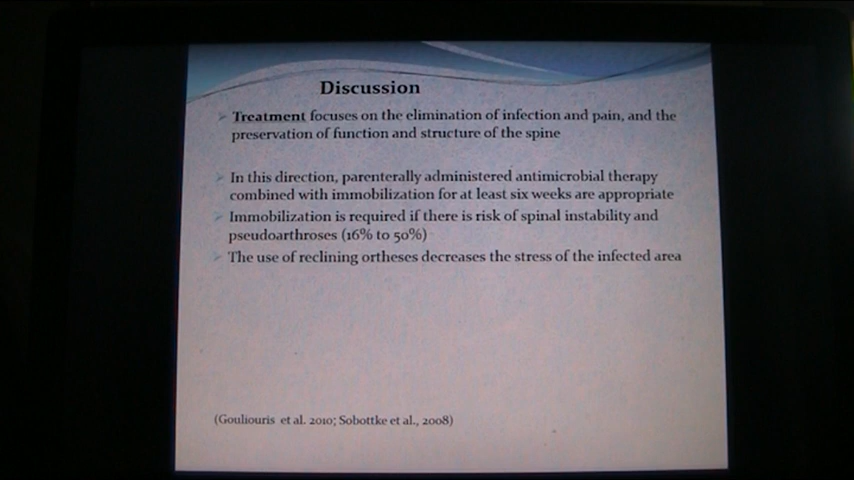 Discussion
Treatment focuses on the elimination of infection and pain, and the
preservation of function and structure of the spine
In this direction, parenterally administered antimicrobial therapy
combined with immobilization for at least six weeks are appropriate
Immobilization is required if there is risk of spinal instability and
pseudoarthroses (16% to 50%)
The use of reclining ortheses decreases the stress of the infected area
(Gouliouris et al. 2010; Sobottke et al., 2008)